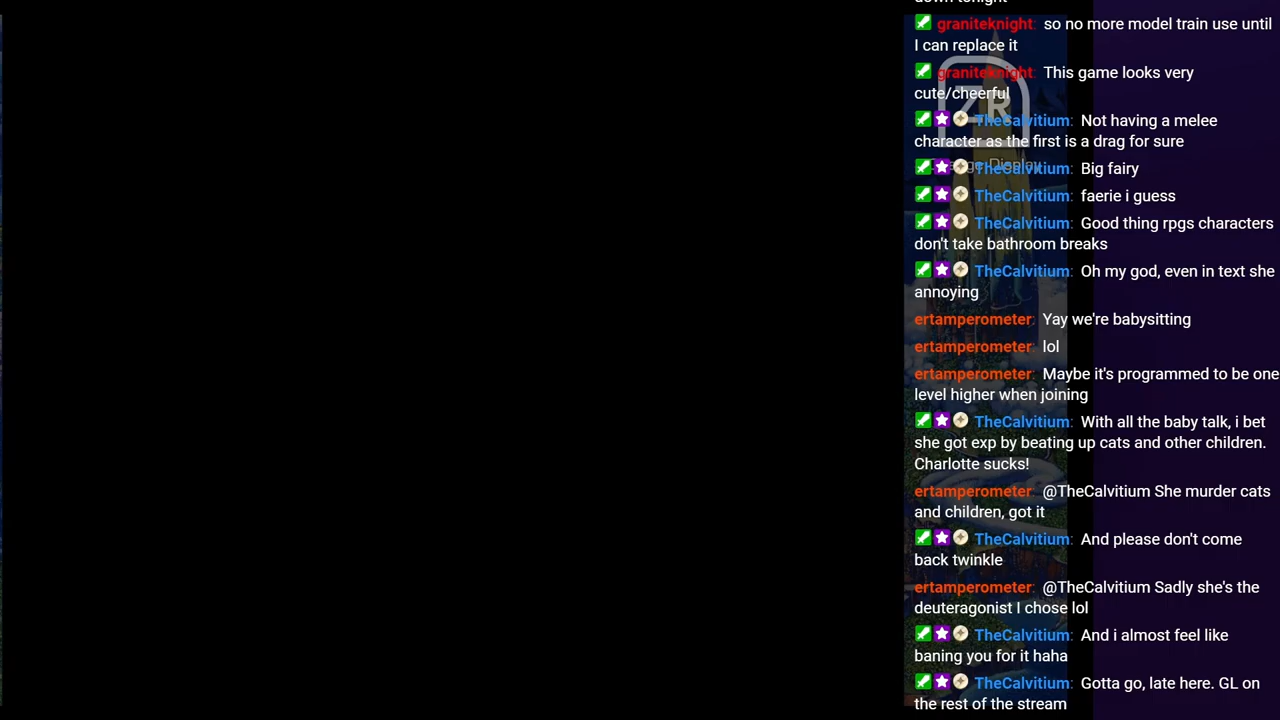 down tonight
graniteknight: so no more model train use until
I can replace it
graniteknight: This game looks very
cute/cheerful
ZR
TheCalvitium: Not having a melee
character as the first is a drag for sure
TheCalvitium: Big fairy
TheCalvitium: faerie i guess
TheCalvitium: Good thing rpgs characters
don't take bathroom breaks
TheCalvitium: Oh my god, even in text she
annoying
ertamperometer: Yay we're babysitting
ertamperometer: lol
ertamperometer: Maybe it's programmed to be one
level higher when joining
TheCalvitium: With all the baby talk, i bet
she got exp by beating up cats and other children.
Charlotte sucks!
ertamperometer: @TheCalvitium She murder cats
and children, got it
TheCalvitium: And please don't come
back twinkle
ertamperometer: @TheCalvitium Sadly she's the
deuteragonist I chose lol
TheCalvitium: And i almost feel like
baning you for it haha
TheCalvitium: Gotta go, late here. GL on
the rest of the stream